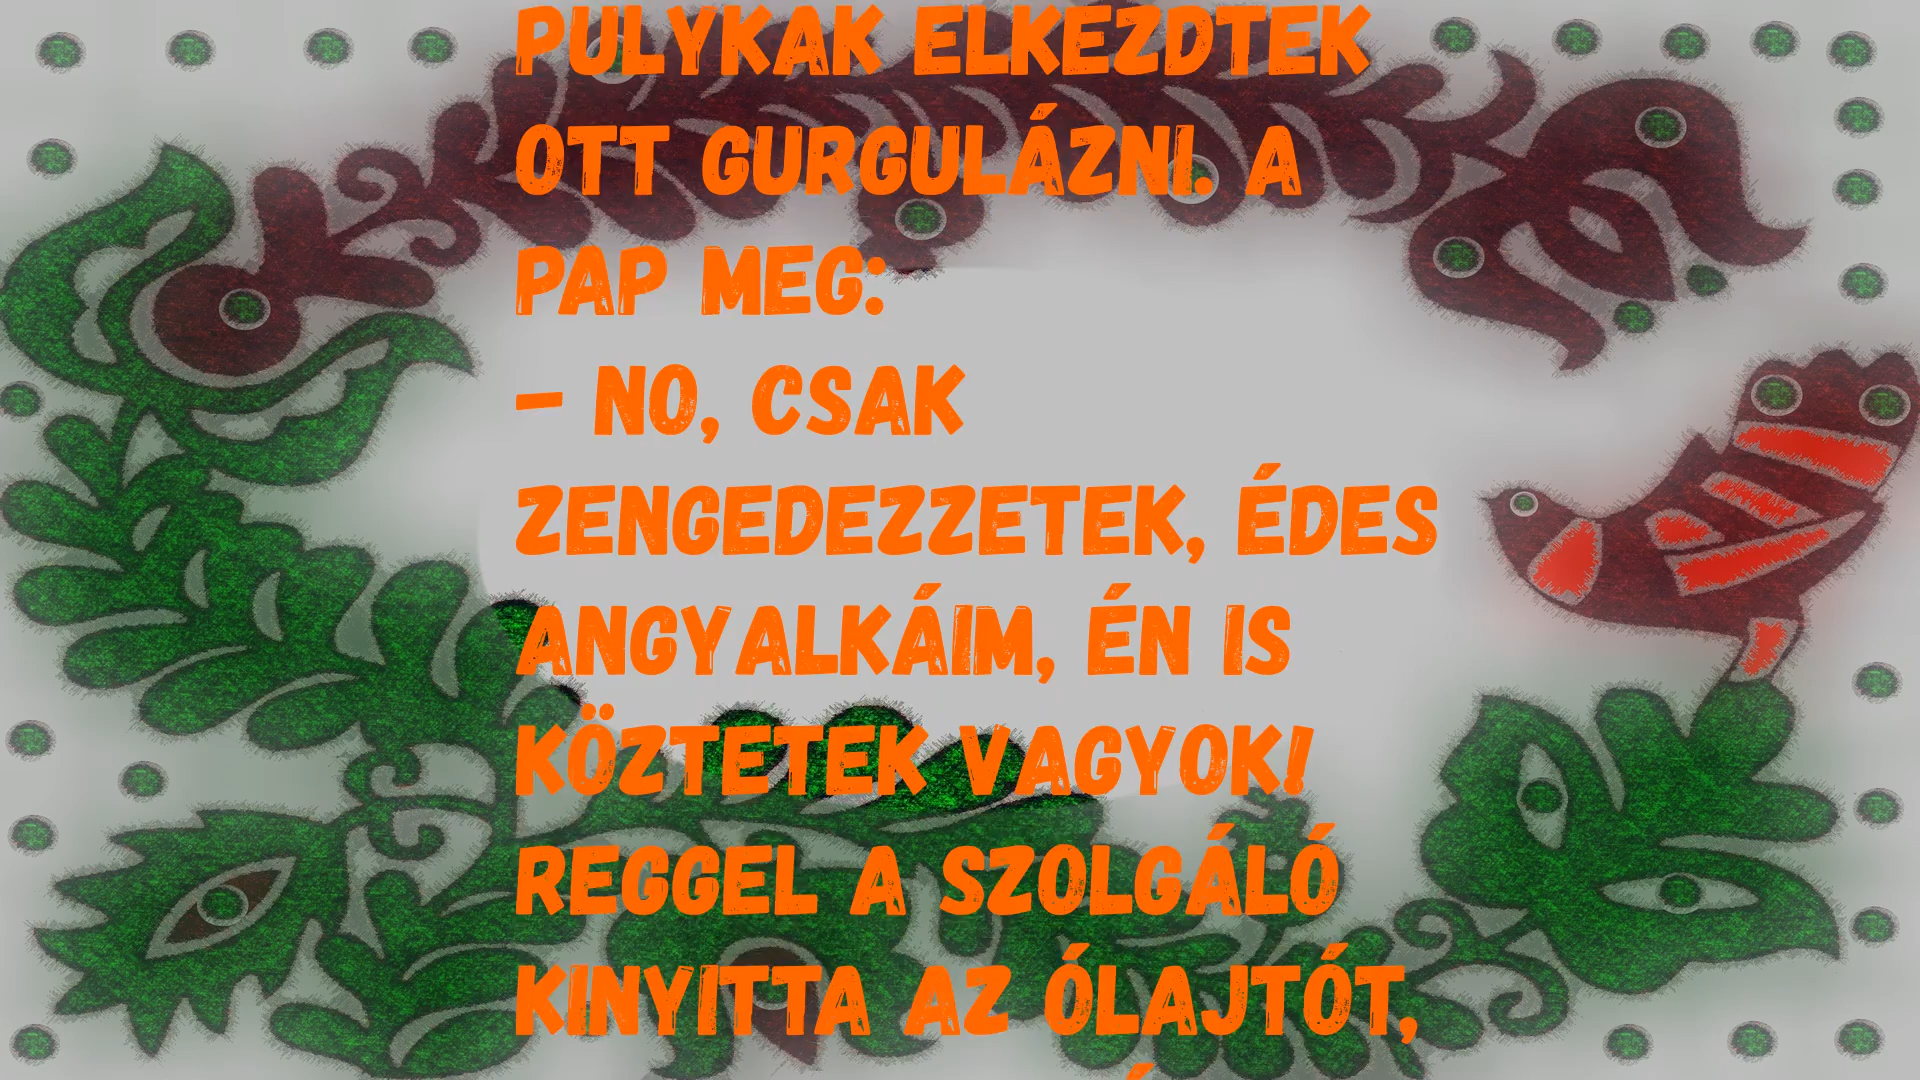 PULYKÁK ELKEZDTEK
OTT GURGULÁZNI. A
PAP MEG:
– NO, CSAK
ZENGEDEZZETEK, ÉDES
ANGYALKÁIM, ÉN IS
KÖZTETEK VAGYOK!
REGGEL A SZOLGÁLÓ
KINYITTA AZ ÓLAJTÓT,